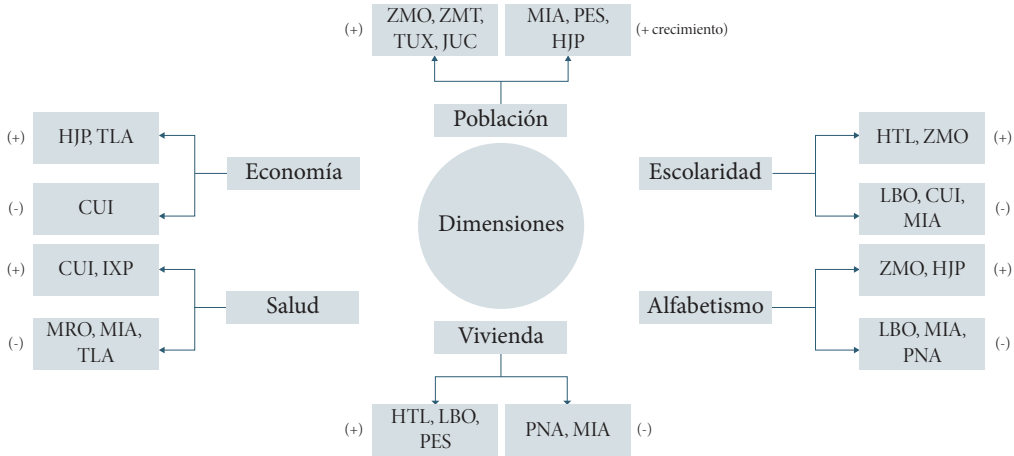 (+)
ZMO, ZMT,
TUX, JUC
MIA, PES,
HJP
(+ crecimiento)
Población
(+)
HJP, TLA
Economía
(-)
CUI
Escolaridad
HTL, ZMO
(+)
LBO, CUI,
MIA
(-)
Dimensiones
(+)
CUI, IXP
Salud
(-)
MRO, MIA,
TLA
Alfabetismo
ZMO, HJP
(+)
LBO, MIA,
PNA
(-)
Vivienda
(+)
HTL, LBO,
PES
PNA, MIA
(-)